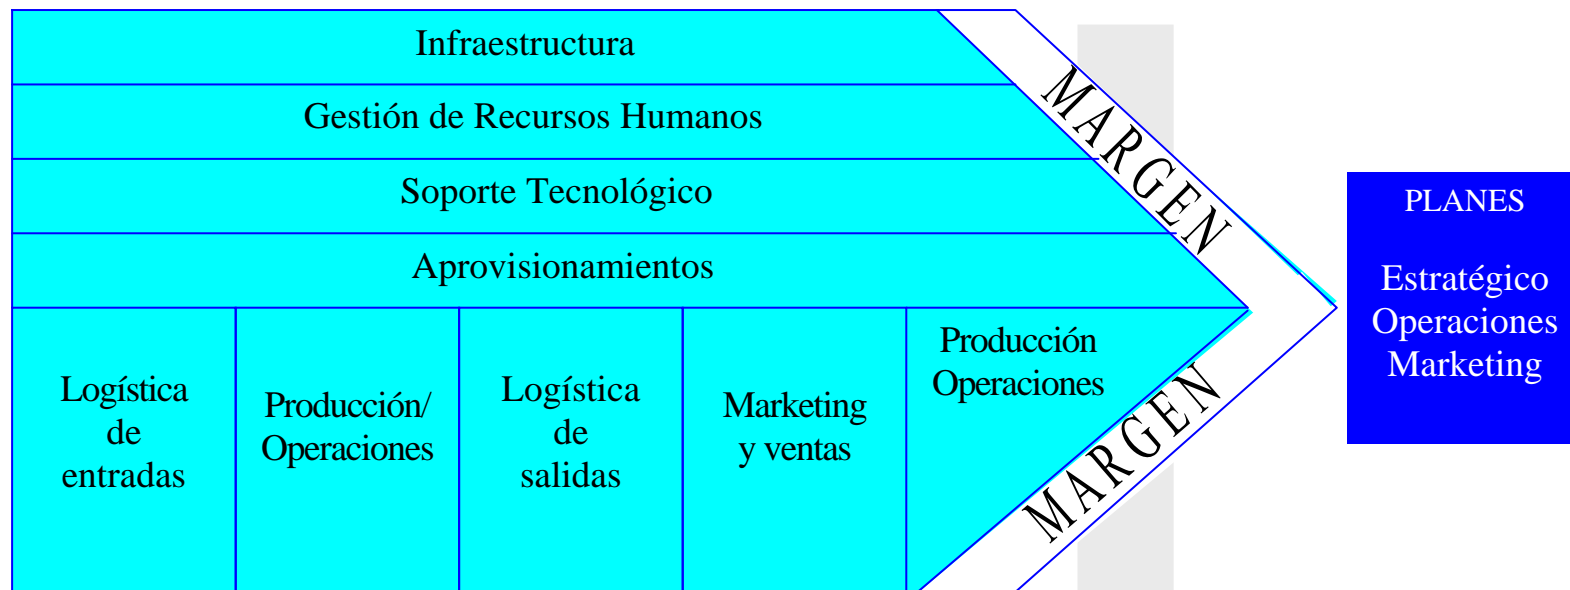 Infraestructura
Gestión de Recursos Humanos
Soporte Tecnológico
Aprovisionamientos
Logística
de
entradas
Producción/
Operaciones
Logística
de
salidas
Marketing
y ventas
Producción
Operaciones
MARGEN
MARGEN
PLANES
Estratégico
Operaciones
Marketing